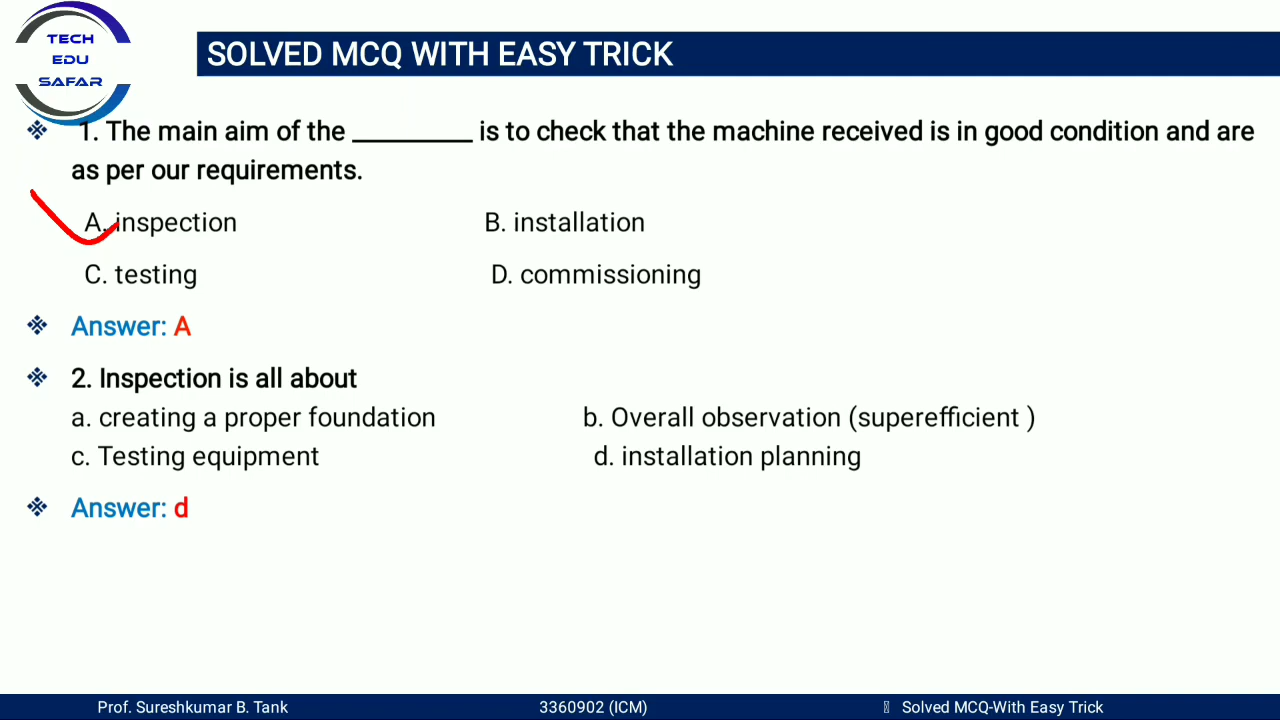 TECH
EDU
SAFAR
SOLVED MCQ WITH EASY TRICK
1. The main aim of the _________ is to check that the machine received is in good condition and are
as per our requirements.
A. inspection B. installation
C. testing D. commissioning
Answer: A
2. Inspection is all about
a. creating a proper foundation b. Overall observation (superefficient )
c. Testing equipment d. installation planning
Answer: d
Prof. Sureshkumar B. Tank 3360902 (ICM) Solved MCQ-With Easy Trick